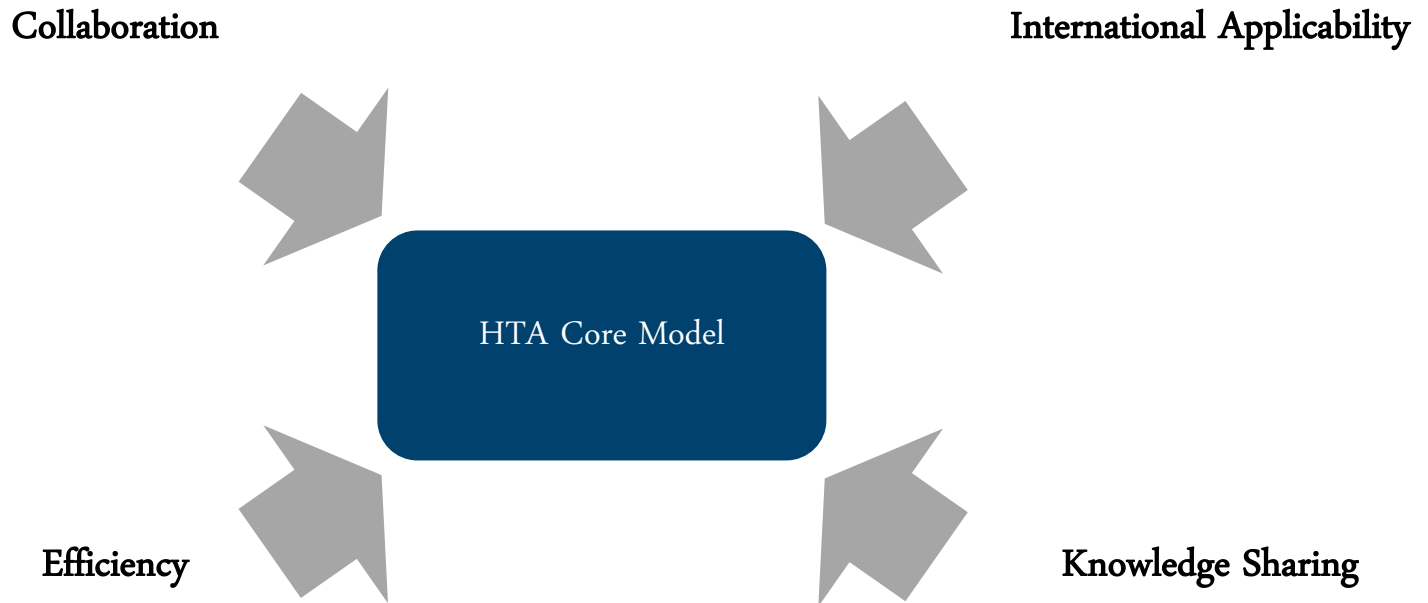 Collaboration
International Applicability
HTA Core Model
Efficiency
Knowledge Sharing